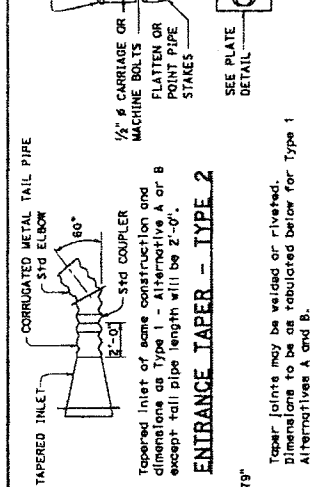 CORRUGATED METAL TAIL PIPE
Std ELBOW
TAPERED INLET
60°
Std COUPLER
2'-0"
Tapered Inlet of same construction and
dimensions as Type 1 - Alternative A or B
except tail pipe length will be 2'-0".
ENTRANCE TAPER - TYPE 2
79"
Taper joints may be welded or riveted.
Dimensions to be as tabulated below for Type 1
Alternatives A and B.
1/2" ø CARRIAGE OR
MACHINE BOLTS
FLATTEN OR
POINT PIPE
STAKES
SEE PLATE
DETAIL